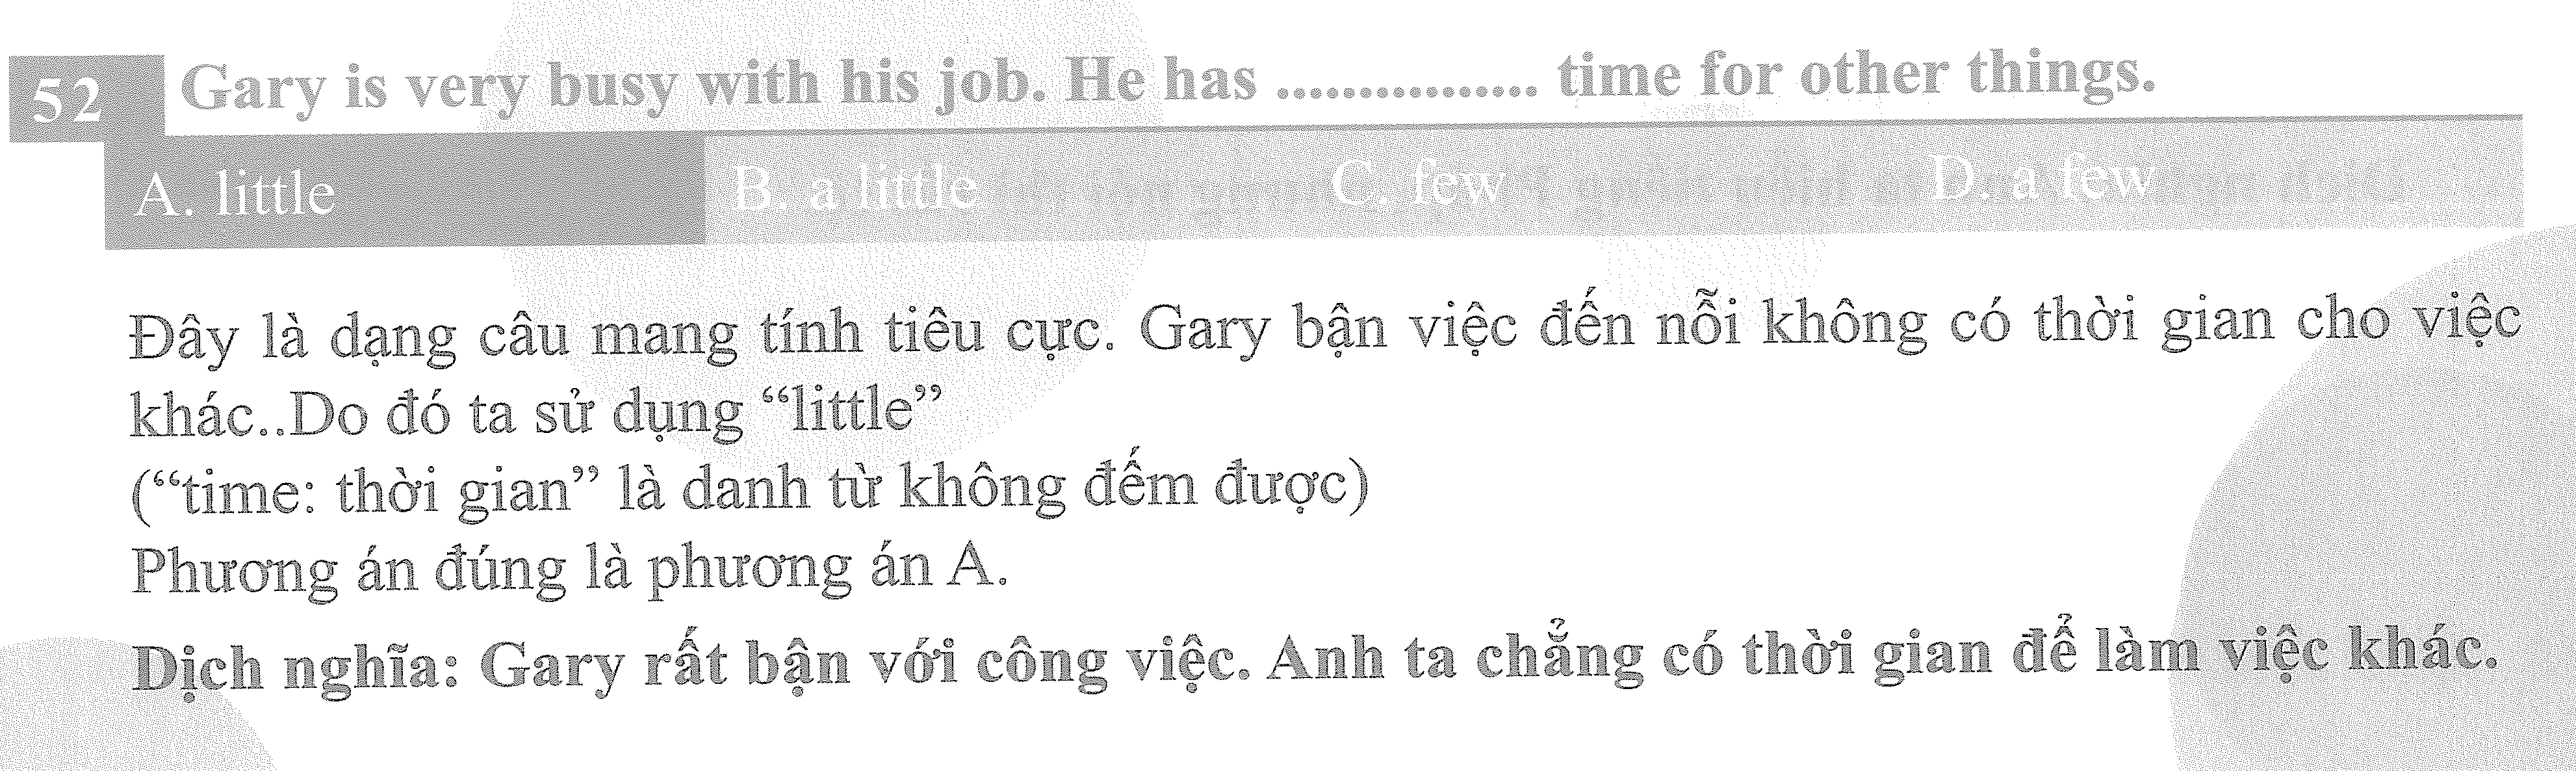 52 Gary is very busy with his job. He has ............... time for other things.
A. little B. a little C. few D. a few
Đây là dạng câu mang tính tiêu cực. Gary bận việc đến nỗi không có thời gian cho việc
khác..Do đó ta sử dụng “little”
(“time: thời gian” là danh từ không đếm được)
Phương án đúng là phương án A.
Dịch nghĩa: Gary rất bận với công việc. Anh ta chẳng có thời gian để làm việc khác.